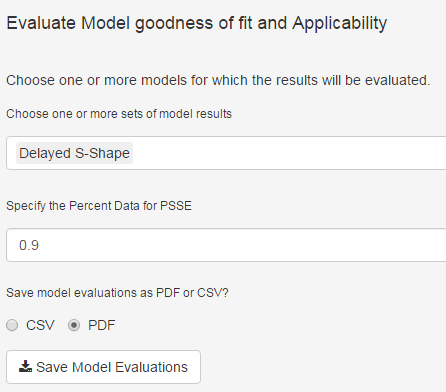 Evaluate Model goodness of fit and Applicability
Choose one or more models for which the results will be evaluated.
Choose one or more sets of model results
Delayed S-Shape
Specify the Percent Data for PSSE
0.9
Save model evaluations as PDF or CSV?
CSV PDF
Save Model Evaluations